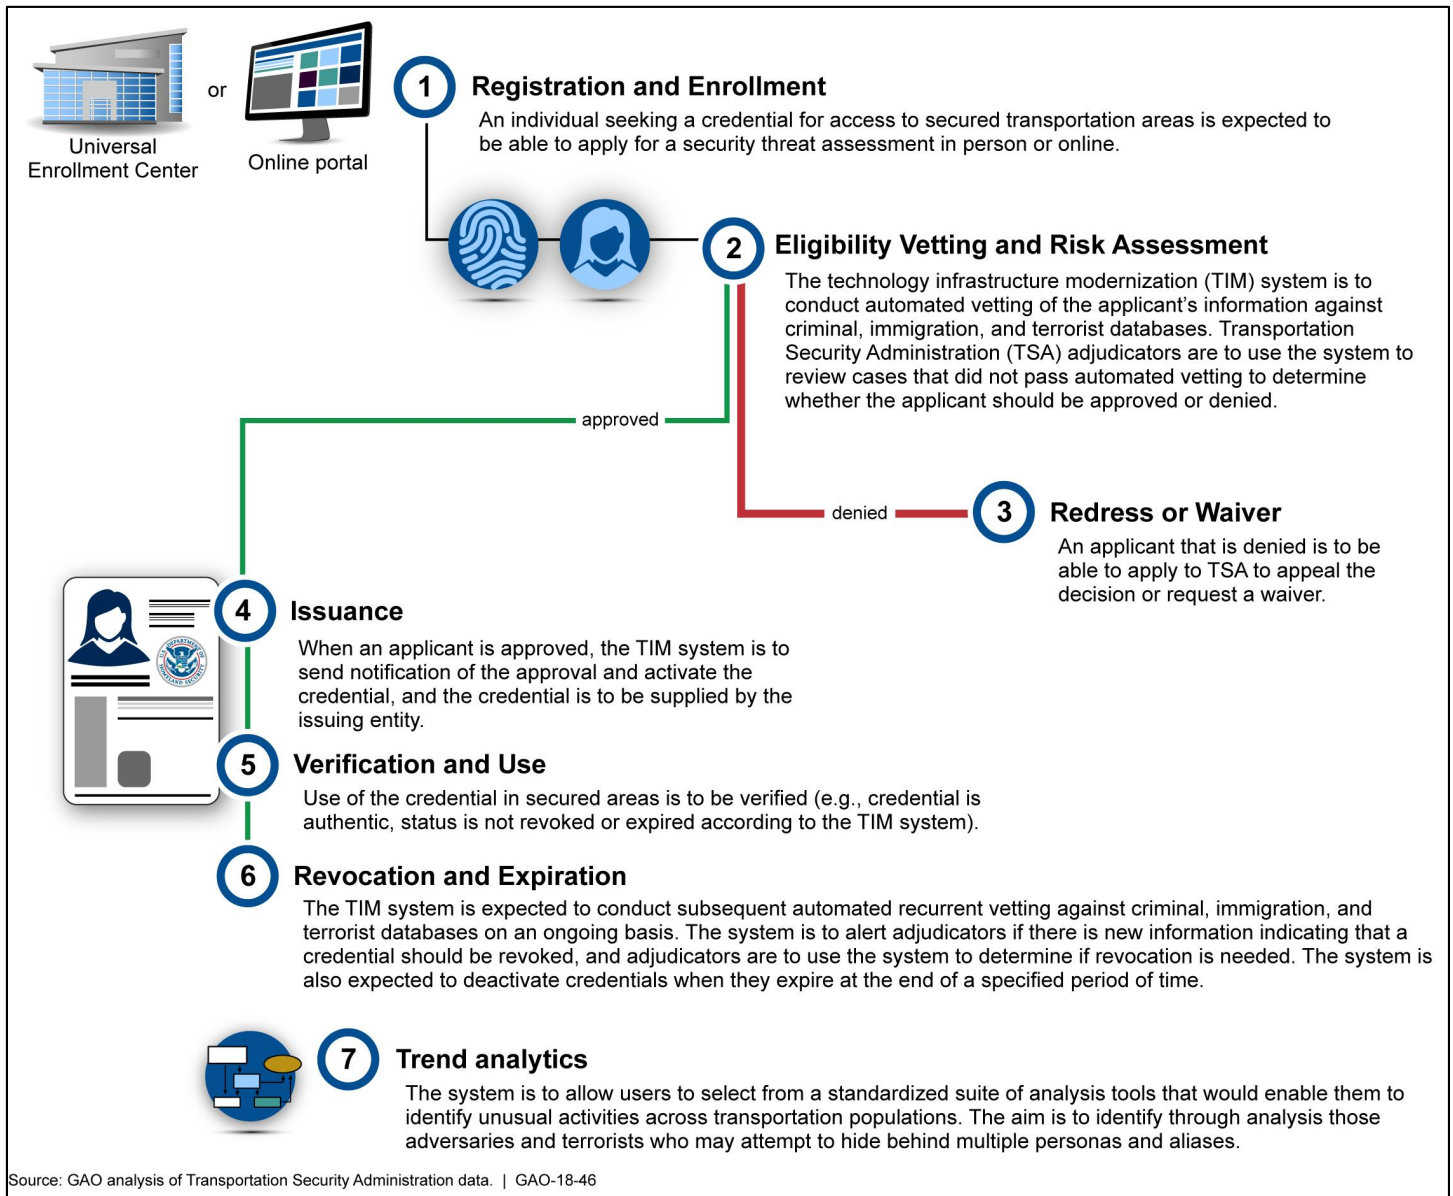 or
Universal
Enrollment Center
Online portal
1
Registration and Enrollment
An individual seeking a credential for access to secured transportation areas is expected to
be able to apply for a security threat assessment in person or online.
2
Eligibility Vetting and Risk Assessment
The technology infrastructure modernization (TIM) system is to
conduct automated vetting of the applicant's information against
criminal, immigration, and terrorist databases. Transportation
Security Administration (TSA) adjudicators are to use the system to
review cases that did not pass automated vetting to determine
whether the applicant should be approved or denied.
approved
denied
3
Redress or Waiver
An applicant that is denied is to be
able to apply to TSA to appeal the
decision or request a waiver.
U.S. DEPARTMENT OF
HOMELAND SECURITY
4
Issuance
When an applicant is approved, the TIM system is to
send notification of the approval and activate the
credential, and the credential is to be supplied by the
issuing entity.
5
Verification and Use
Use of the credential in secured areas is to be verified (e.g., credential is
authentic, status is not revoked or expired according to the TIM system).
6
Revocation and Expiration
The TIM system is expected to conduct subsequent automated recurrent vetting against criminal, immigration, and
terrorist databases on an ongoing basis. The system is to alert adjudicators if there is new information indicating that a
credential should be revoked, and adjudicators are to use the system to determine if revocation is needed. The system is
also expected to deactivate credentials when they expire at the end of a specified period of time.
7
Trend analytics
The system is to allow users to select from a standardized suite of analysis tools that would enable them to
identify unusual activities across transportation populations. The aim is to identify through analysis those
adversaries and terrorists who may attempt to hide behind multiple personas and aliases.
Source: GAO analysis of Transportation Security Administration data. | GAO-18-46